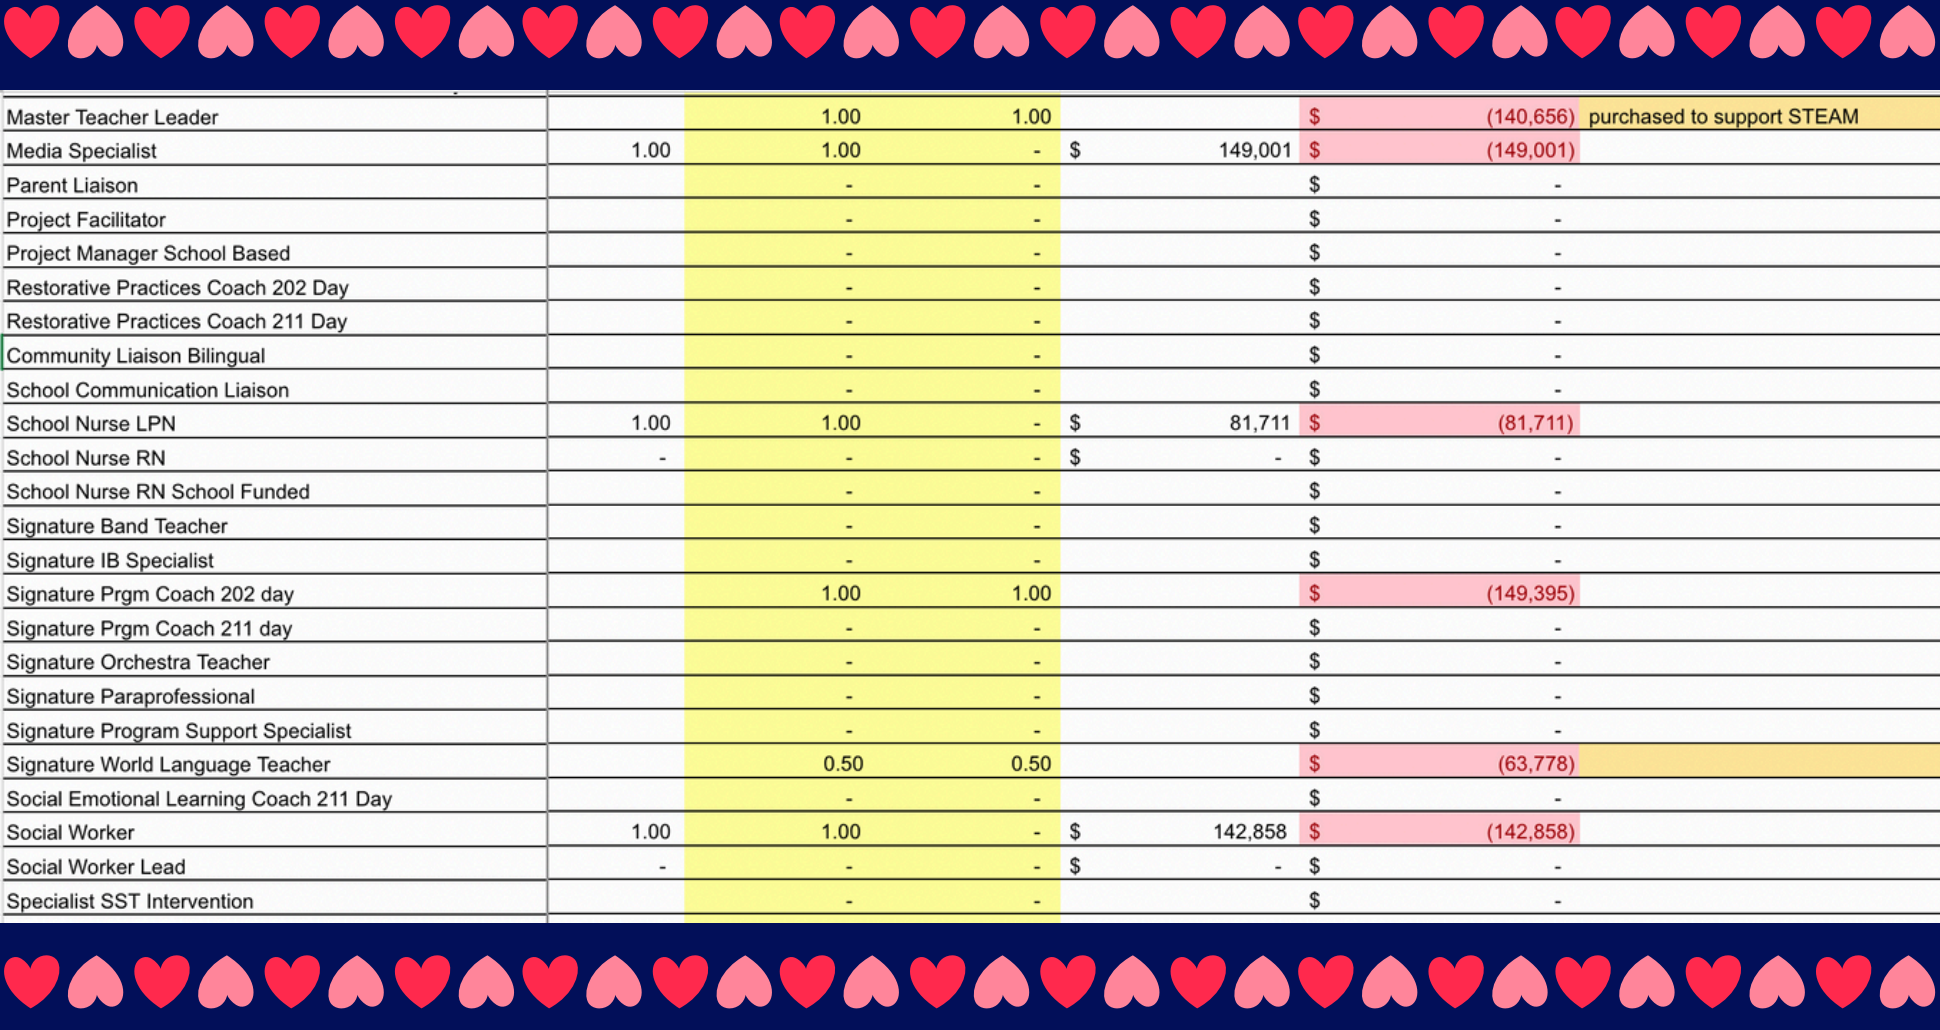 Master Teacher Leader 1.00 1.00 $ (140,656) purchased to support STEAM
Media Specialist 1.00 1.00 - $ 149,001 $ (149,001)
Parent Liaison - - $ -
Project Facilitator - - $ -
Project Manager School Based - - $ -
Restorative Practices Coach 202 Day - - $ -
Restorative Practices Coach 211 Day - - $ -
Community Liaison Bilingual - - $ -
School Communication Liaison - - $ -
School Nurse LPN 1.00 1.00 - $ 81,711 $ (81,711)
School Nurse RN - - - $ - $ -
School Nurse RN School Funded - - $ -
Signature Band Teacher - - $ -
Signature IB Specialist - - $ -
Signature Prgm Coach 202 day 1.00 1.00 $ (149,395)
Signature Prgm Coach 211 day - - $ -
Signature Orchestra Teacher - - $ -
Signature Paraprofessional - - $ -
Signature Program Support Specialist - - $ -
Signature World Language Teacher 0.50 0.50 $ (63,778)
Social Emotional Learning Coach 211 Day - - $ -
Social Worker 1.00 1.00 - $ 142,858 $ (142,858)
Social Worker Lead - - - $ - $ -
Specialist SST Intervention - - $ -